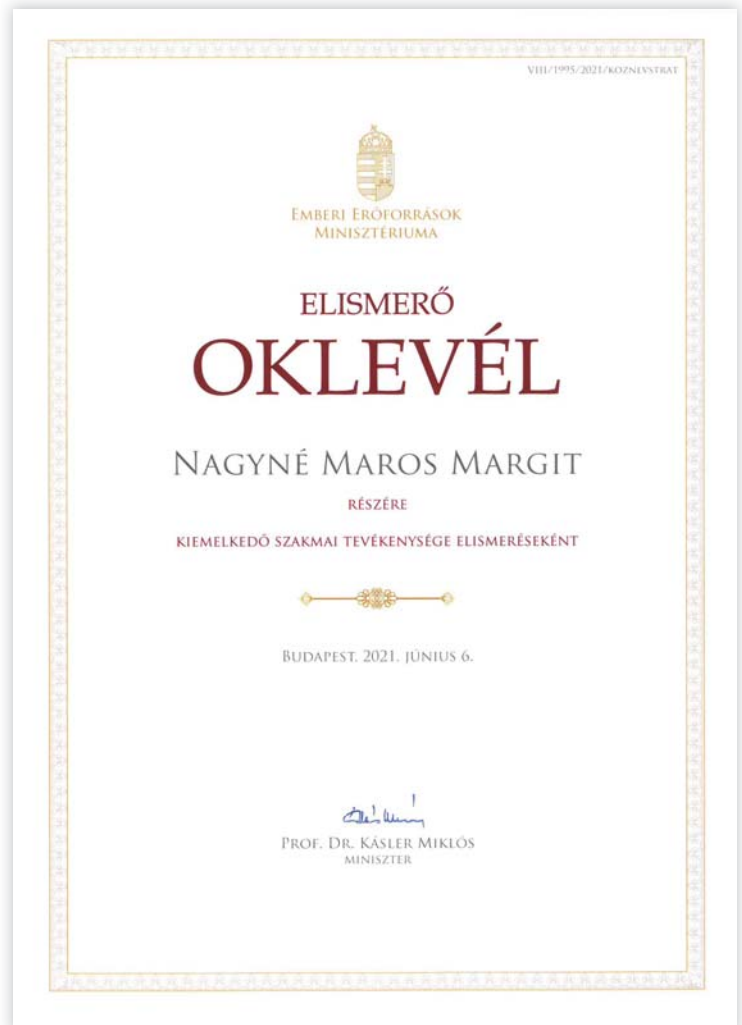 VIII/1995/2021/KOZNEVSTRAT
EMBERI ERŐFORRÁSOK
MINISZTÉRIUMA
ELISMERŐ
OKLEVÉL
NAGYNÉ MAROS MARGIT
RÉSZÉRE
KIEMELKEDŐ SZAKMAI TEVÉKENYSÉGE ELISMERÉSEKÉNT
BUDAPEST, 2021. JÚNIUS 6.
PROF. DR. KÁSLER MIKLÓS
MINISZTER